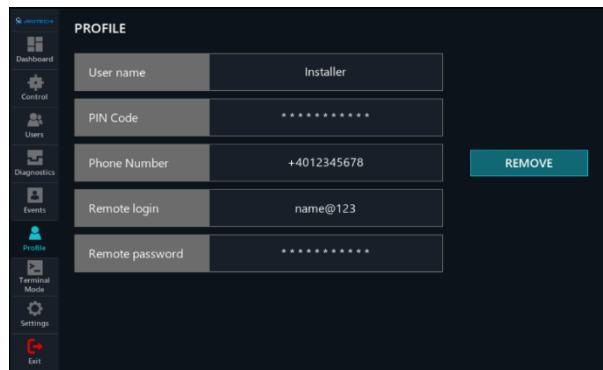 ARITECH
PROFILE
Dashboard
Control
Users
Diagnostics
Events
Profile
Terminal
Mode
Settings
Exit
User name
Installer
PIN Code
* * * * * * * * * * *
Phone Number
+4012345678
REMOVE
Remote login
name@123
Remote password
* * * * * * * * * * *